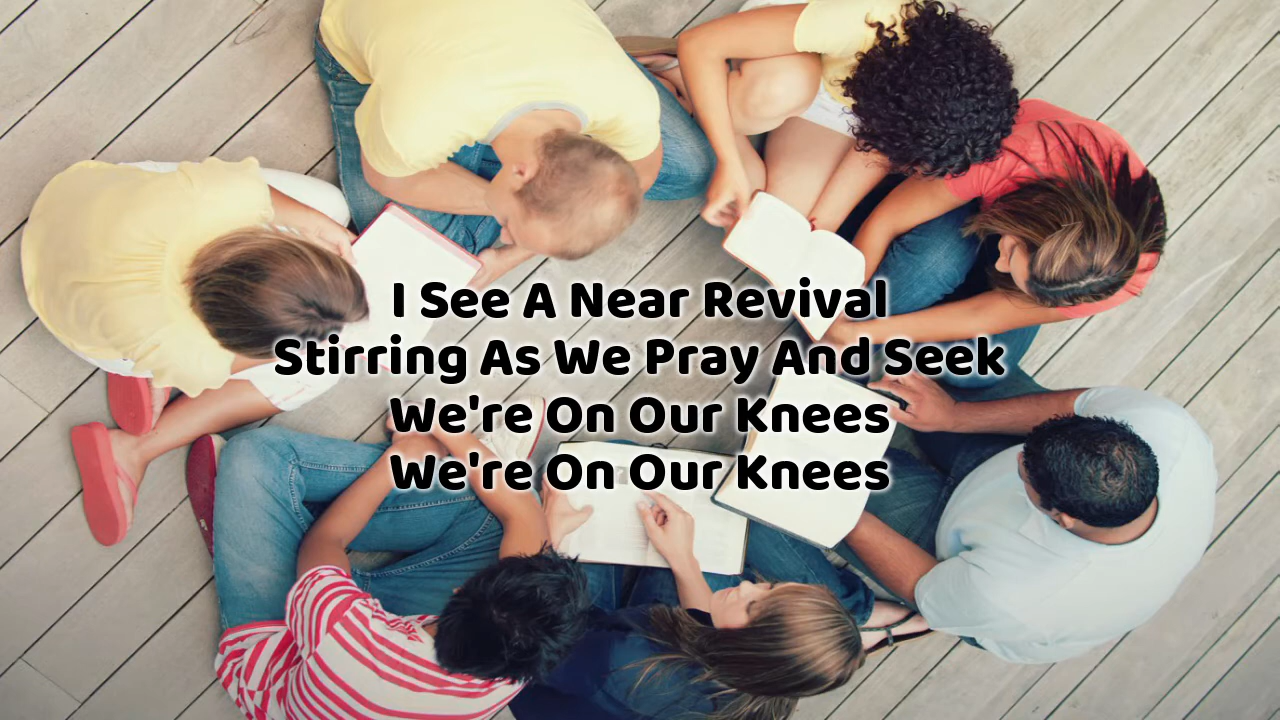 I See A Near Revival
Stirring As We Pray And Seek
We're On Our Knees
We're On Our Knees